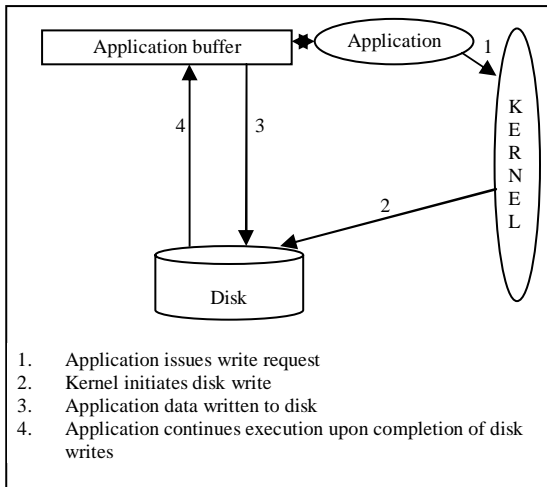 Application buffer
Application
1
KERNEL
4
3
2
Disk
1. Application issues write request
2. Kernel initiates disk write
3. Application data written to disk
4. Application continues execution upon completion of disk
writes